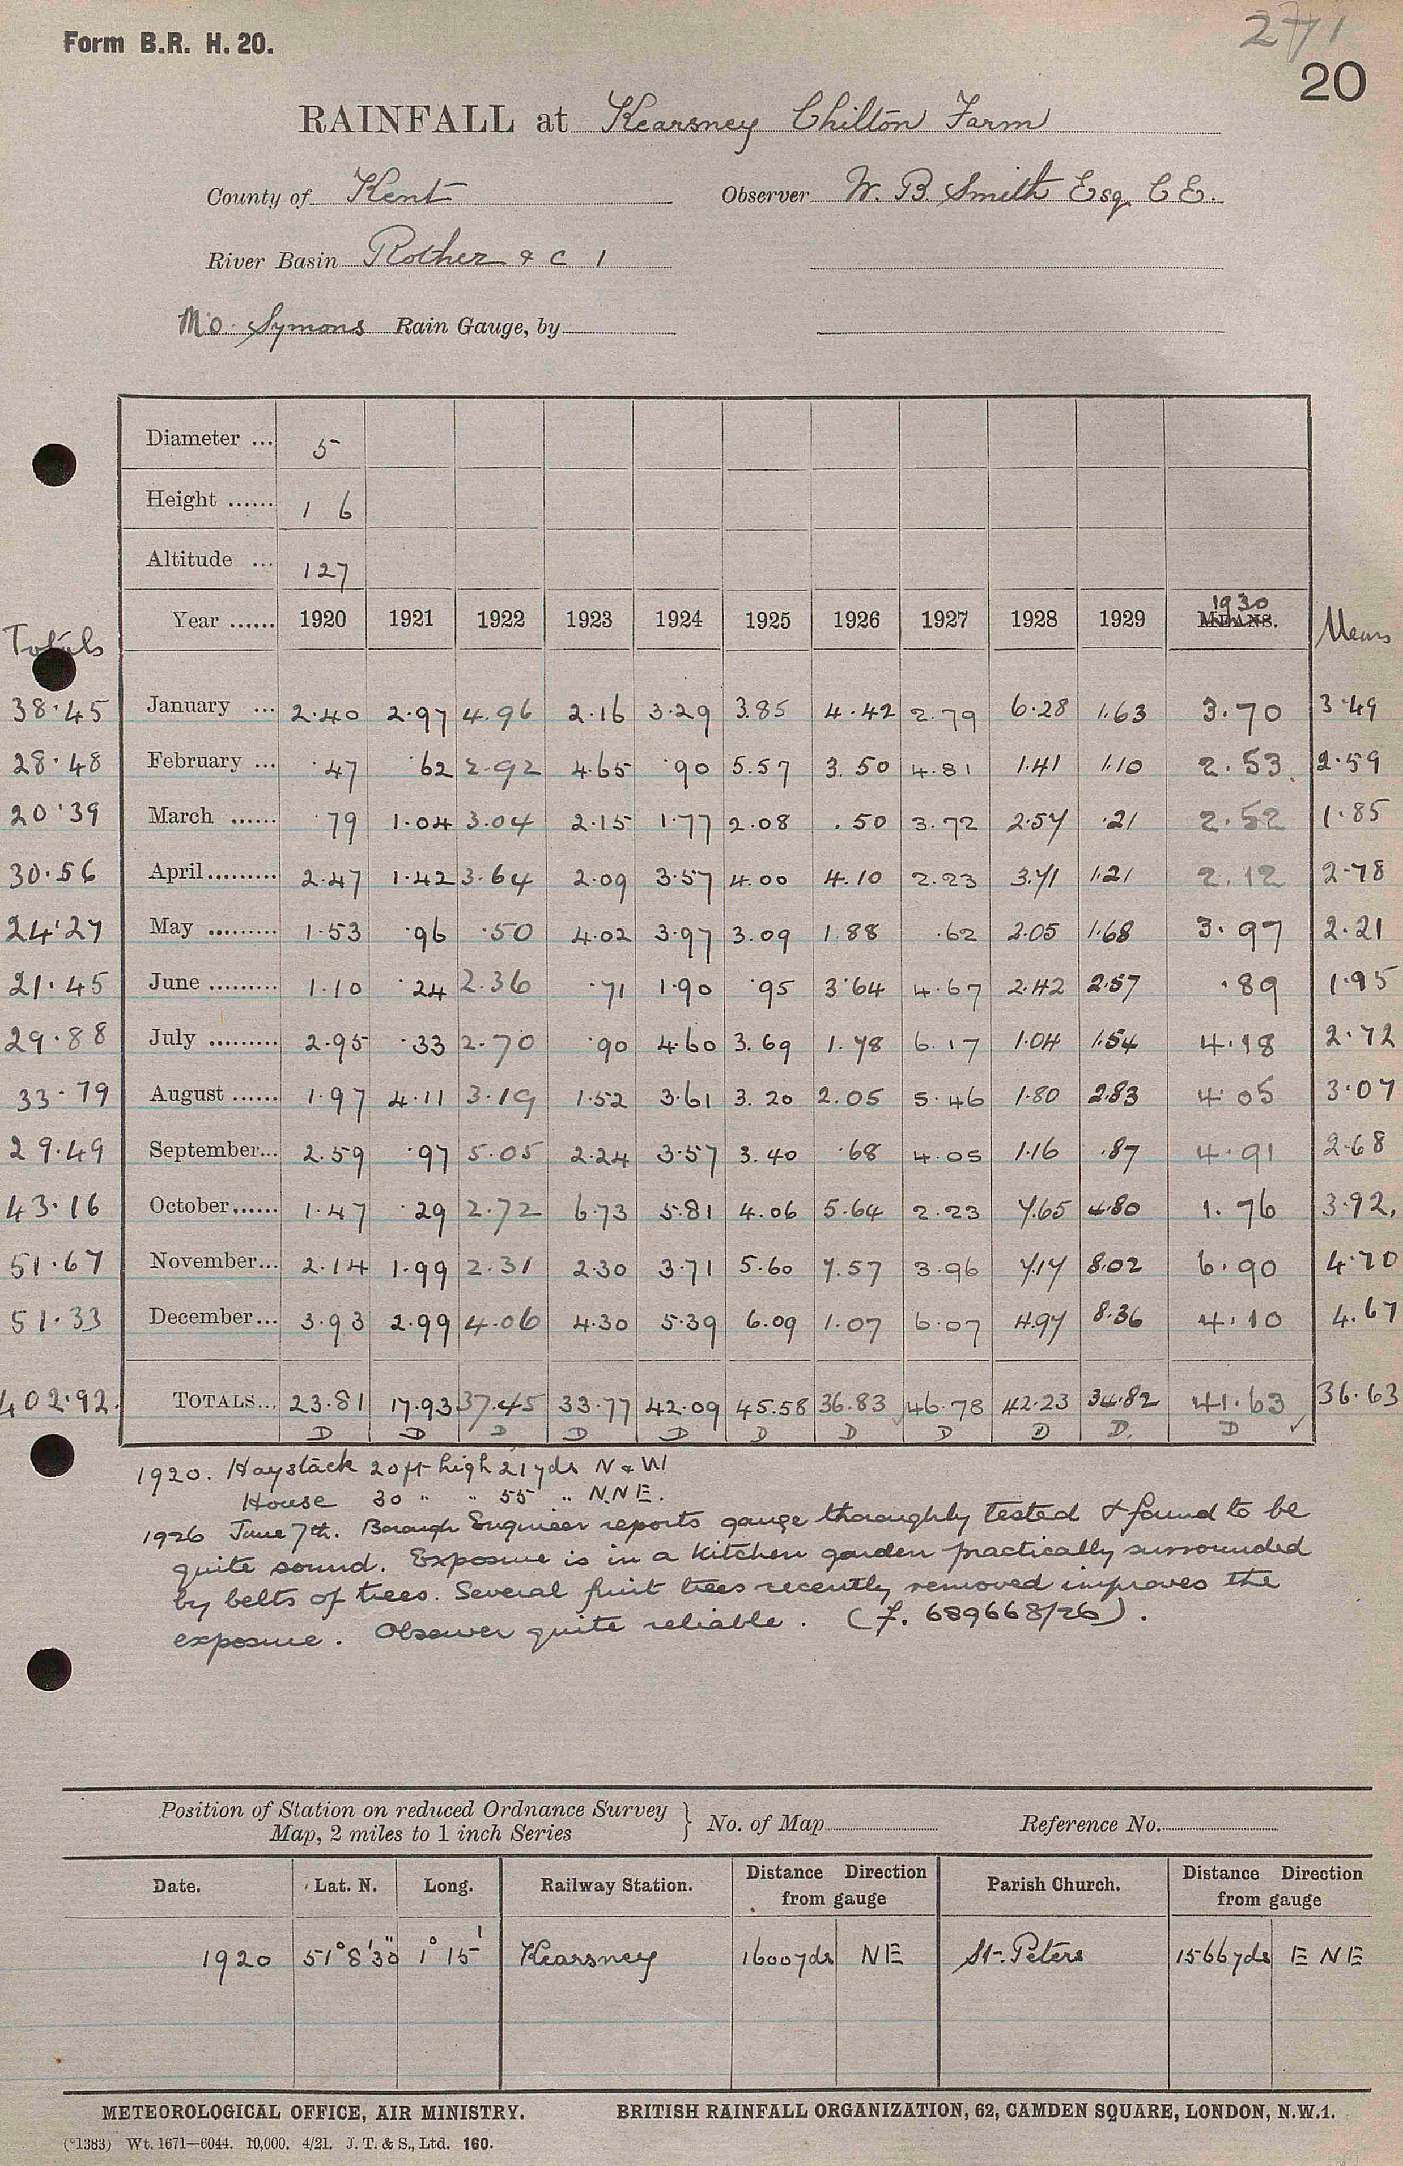 Form B.R. H. 20.
271
20
RAINFALL at Kearsney Chilton Farm
County of Kent Observer W. B. Smith Esq C E.
River Basin Rother & c 1
M.O. Symons Rain Gauge, by
Diameter ... 5
Height ...... 1 6
Altitude ... 127
Totals Year ...... 1920 1921 1922 1923 1924 1925 1926 1927 1928 1929 1930 MEANS. Means
38·45 January ... 2·40 2·97 4·96 2·16 3·29 3.85 4·42 2·79 6·28 1.63 3·70 3·49
28·48 February ... ·47 ·62 2·92 4·65 ·90 5·57 3.50 4·81 1.41 1.10 2·53 2·59
20·39 March ...... ·79 1·04 3·04 2·15 1·77 2·08 .50 3·72 2·57 ·21 2·52 1·85
30·56 April......... 2·47 1·42 3·64 2·09 3·57 4·00 4·10 2·23 3.71 1.21 2·12 2·78
24·27 May ......... 1·53 ·96 ·50 4·02 3·97 3·09 1·88 ·62 2·05 1·68 3·97 2·21
21·45 June ......... 1·10 ·24 2·36 ·71 1·90 ·95 3·64 4·67 2·42 2·57 ·89 1·95
29·88 July ......... 2·95 ·33 2·70 ·90 4·60 3.69 1.78 6·17 1·04 1.54 4·18 2·72
33·79 August ...... 1·97 4·11 3·19 1·52 3·61 3.20 2·05 5·46 1·80 2·83 4·05 3·07
29·49 September... 2·59 ·97 5·05 2·24 3·57 3·40 ·68 4·05 1·16 ·87 4·91 2·68
43·16 October...... 1·47 ·29 2·72 6·73 5·81 4·06 5·64 2·23 7.65 4·80 1·76 3·92.
51·67 November... 2·14 1·99 2·31 2·30 3·71 5·60 7.57 3·96 7.17 8.02 6·90 4·70
51·33 December... 3·93 2·99 4·06 4·30 5·39 6·09 1·07 6·07 4.97 8·36 4·10 4.67
402·92. TOTALS... 23·81 17·93 37·45 33·77 42·09 45·58 36·83 46·78 42·23 34·82 41·63 36·63
D D D D D D D D D D. D
1920. Haystack 20 ft high 21 yds N & W
House 30 " " 55 " N.N.E.
1926 June 7th. Borough Engineer reports gauge thoroughly tested & found to be
quite sound. Exposure is in a kitchen garden practically surrounded
by belts of trees. Several fruit trees recently removed improves the
exposure. Observer quite reliable. (f. 689668/26).
Position of Station on reduced Ordnance Survey
Map, 2 miles to 1 inch Series } No. of Map Reference No.
Date. Lat. N. Long. Railway Station. Distance Direction from gauge Parish Church. Distance Direction from gauge
1920 51° 8' 30" 1° 15' Kearsney 1600 yds NE St. Peters 1566 yds E N E
METEOROLOGICAL OFFICE, AIR MINISTRY. BRITISH RAINFALL ORGANIZATION, 62, CAMDEN SQUARE, LONDON, N.W.1.
(*1383) Wt. 1671—6044. 10,000. 4/21. J. T. & S., Ltd. 160.